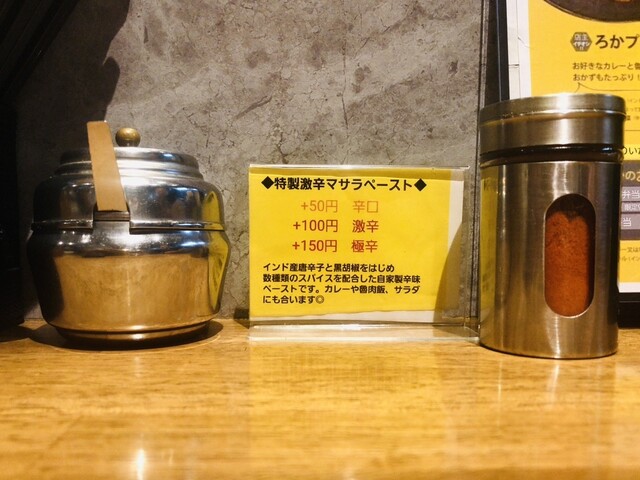 ◆特製激辛マサラペースト◆
+50円 辛口
+100円 激辛
+150円 極辛
インド産唐辛子と黒胡椒をはじめ
数種類のスパイスを配合した自家製辛味
ペーストです。カレーや魯肉飯、サラダ
にも合います◎
ろかプ
お好きなカレーと魯
おかずもたっぷり！